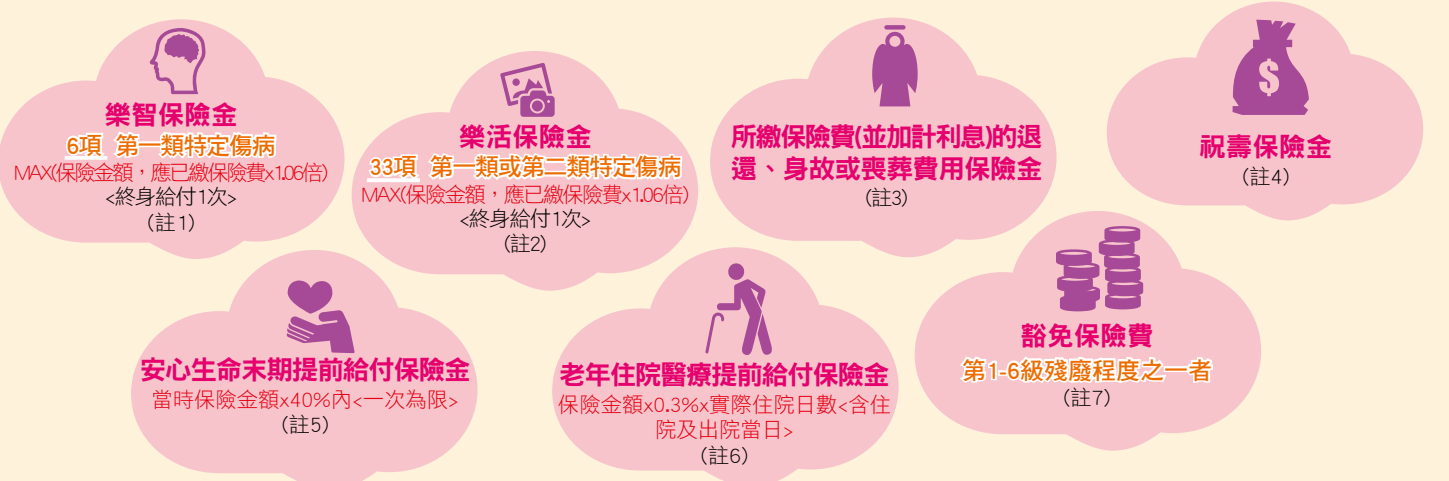 樂智保險金
6項 第一類特定傷病
MAX(保險金額，應已繳保險費x1.06倍)
<終身給付1次>
(註1)
樂活保險金
33項 第一類或第二類特定傷病
MAX(保險金額，應已繳保險費x1.06倍)
<終身給付1次>
(註2)
所繳保險費(並加計利息)的退
還、身故或喪葬費用保險金
(註3)
$
祝壽保險金
(註4)
安心生命末期提前給付保險金
當時保險金額x40%內<一次為限>
(註5)
老年住院醫療提前給付保險金
保險金額x0.3%x實際住院日數<含住
院及出院當日>
(註6)
豁免保險費
第1-6級殘廢程度之一者
(註7)